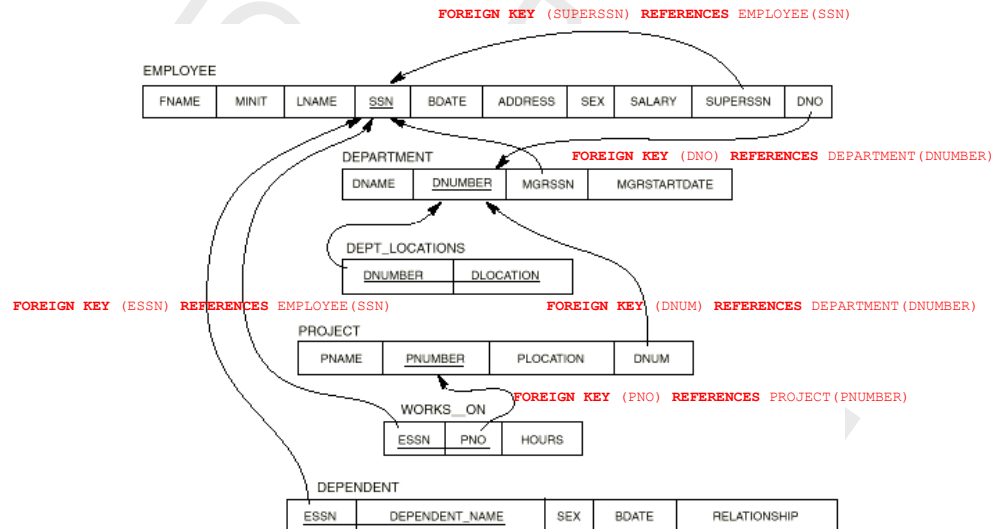 FOREIGN KEY (SUPERSSN) REFERENCES EMPLOYEE(SSN)
EMPLOYEE
FNAME MINIT LNAME SSN BDATE ADDRESS SEX SALARY SUPERSSN DNO
DEPARTMENT
FOREIGN KEY (DNO) REFERENCES DEPARTMENT(DNUMBER)
DNAME DNUMBER MGRSSN MGRSTARTDATE
DEPT_LOCATIONS
DNUMBER DLOCATION
FOREIGN KEY (ESSN) REFERENCES EMPLOYEE(SSN)
FOREIGN KEY (DNUM) REFERENCES DEPARTMENT(DNUMBER)
PROJECT
PNAME PNUMBER PLOCATION DNUM
FOREIGN KEY (PNO) REFERENCES PROJECT(PNUMBER)
WORKS_ON
ESSN PNO HOURS
DEPENDENT
ESSN DEPENDENT_NAME SEX BDATE RELATIONSHIP